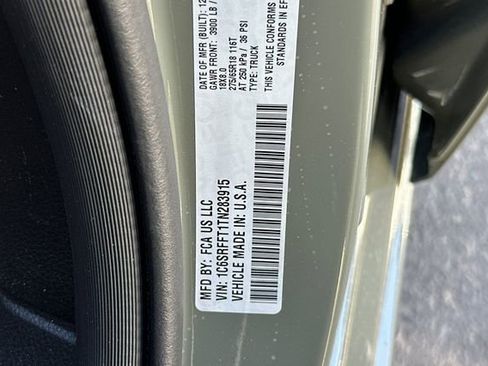 MFD BY: FCA US LLC
DATE OF MFR (BUILT): 12
GAWR FRONT: 3900 LB /
18X8.0
275/65R18 116T
AT 250 kPa / 36 PSI
TYPE: TRUCK
THIS VEHICLE CONFORMS
STANDARDS IN EF
VIN: 1C6SRFFT1TN283915
VEHICLE MADE IN: U.S.A.